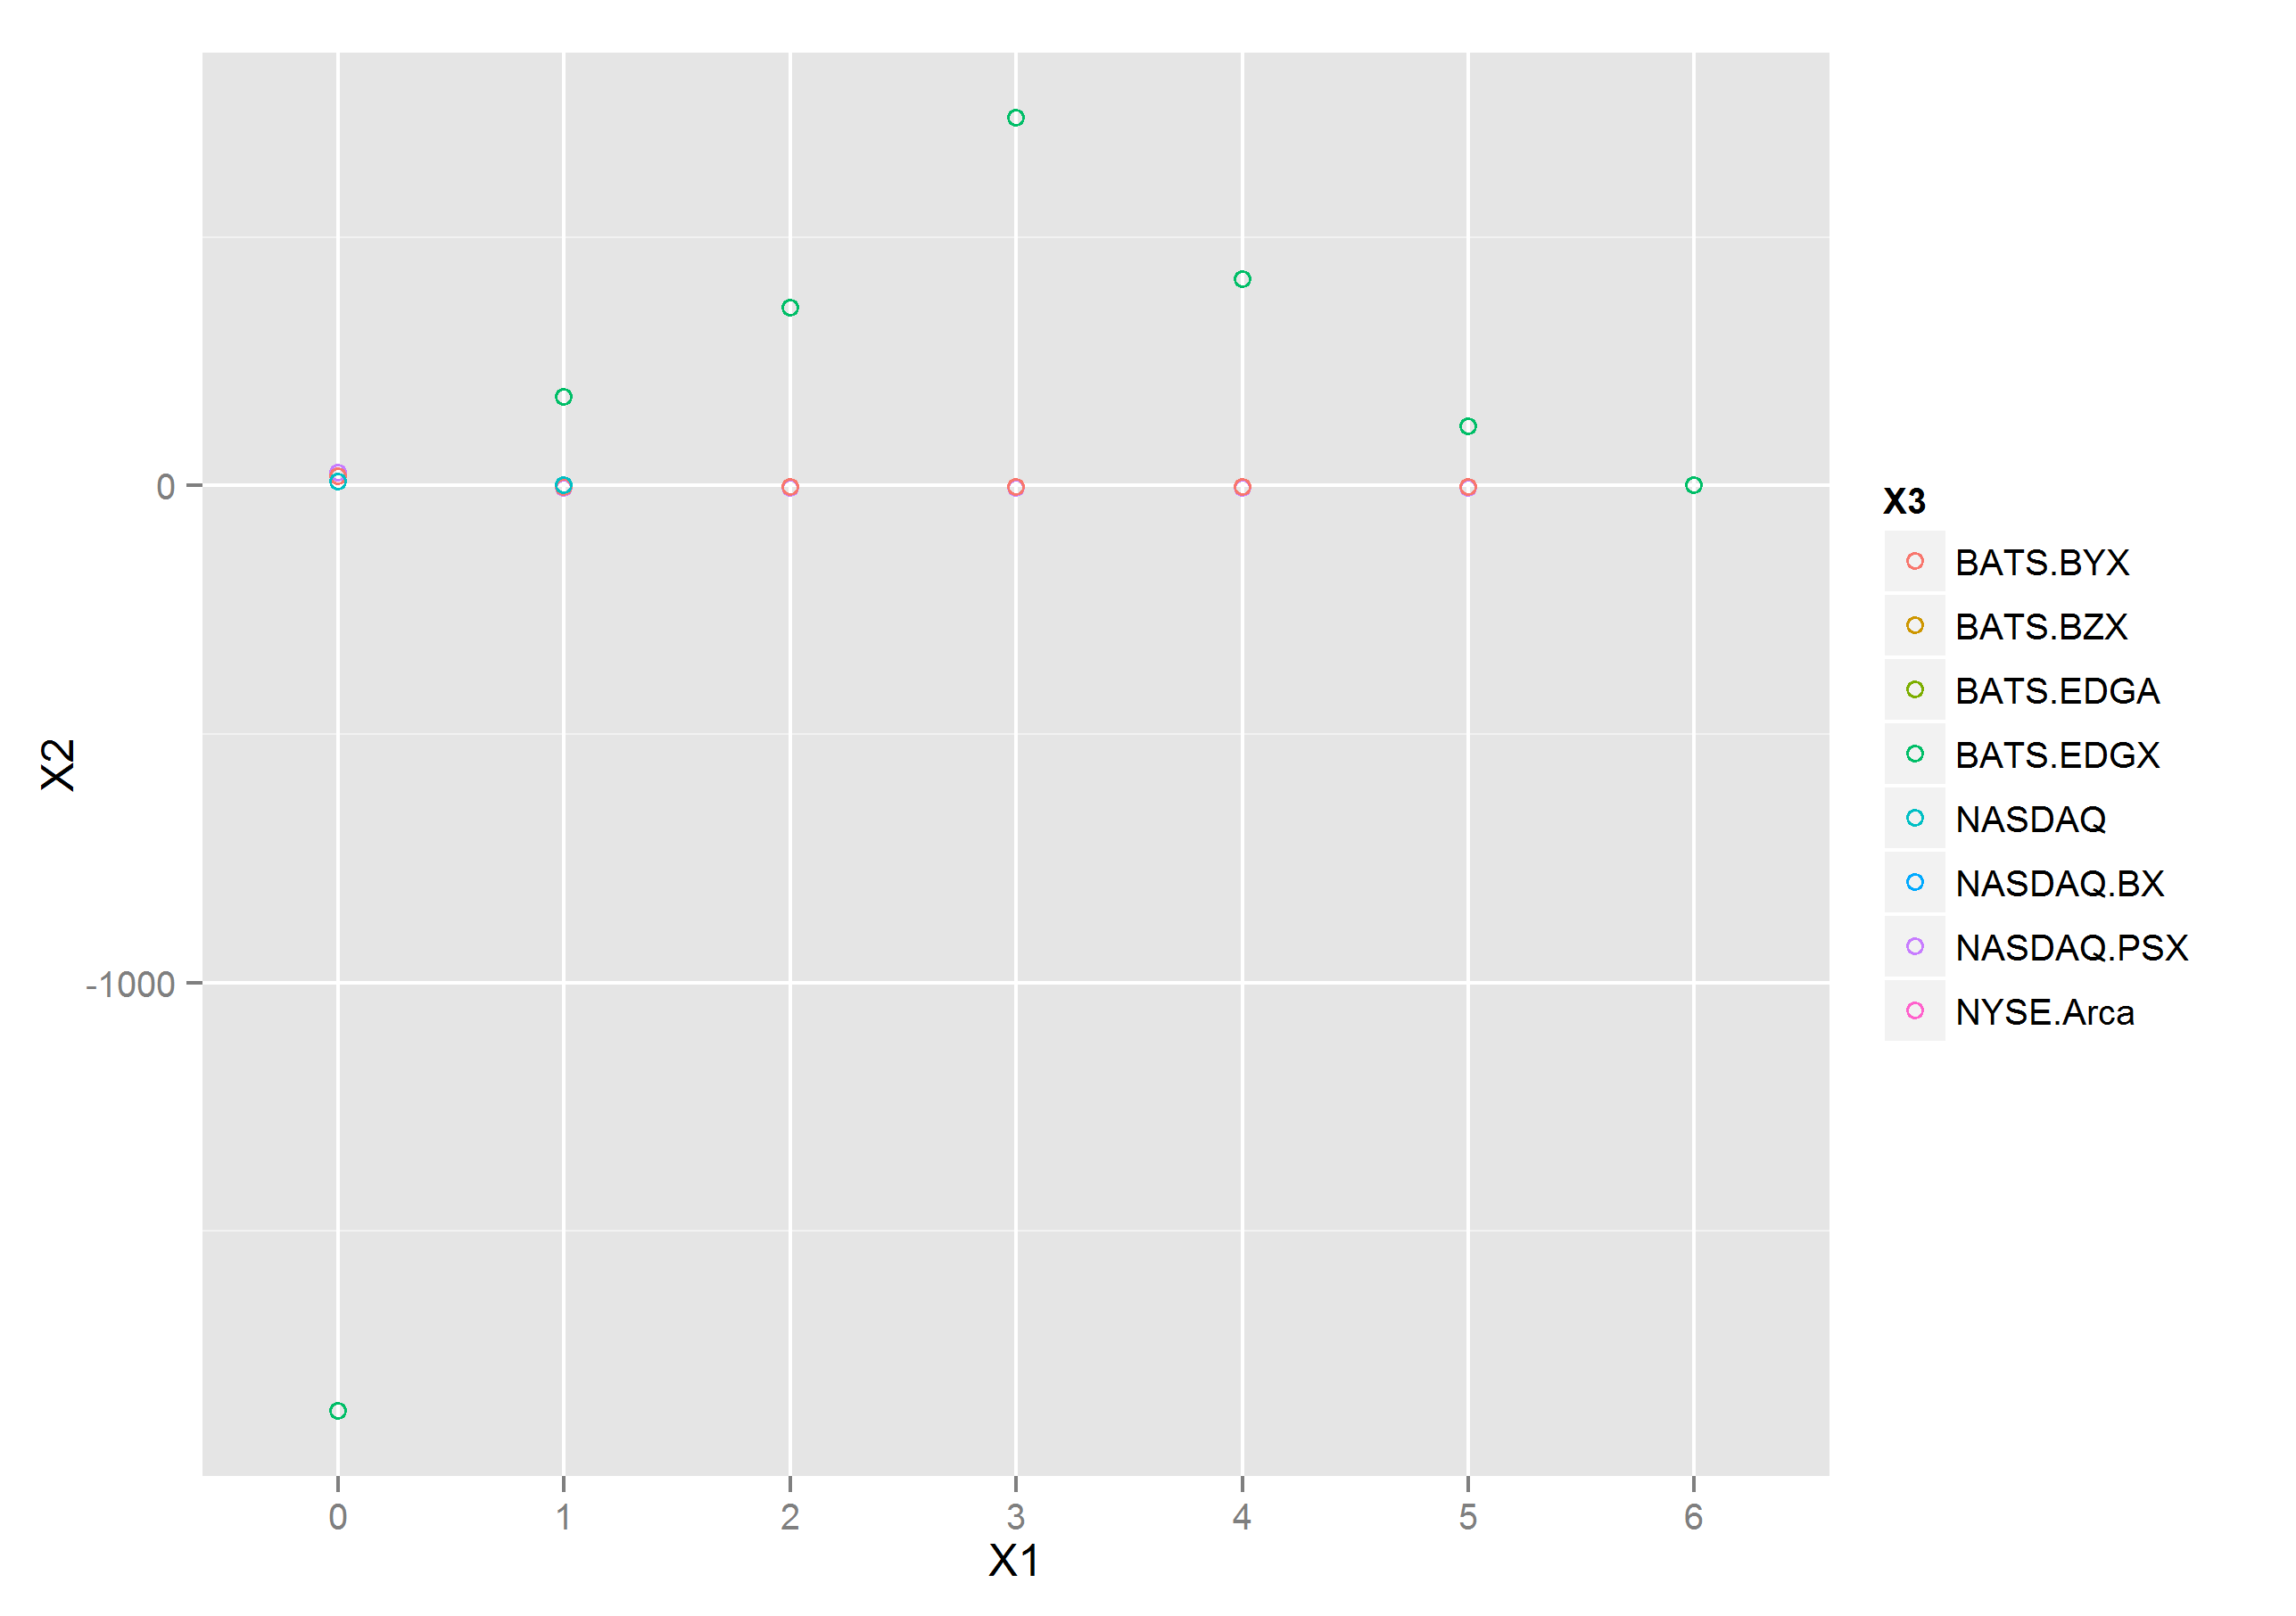 X2
0
-1000
0 1 2 3 4 5 6
X1
X3
BATS.BYX
BATS.BZX
BATS.EDGA
BATS.EDGX
NASDAQ
NASDAQ.BX
NASDAQ.PSX
NYSE.Arca